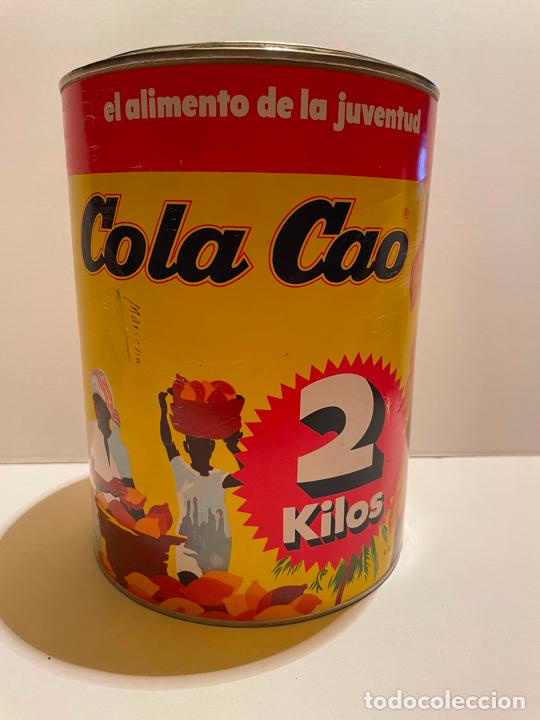 el alimento de la juventud
Cola Cao®
2
Kilos
todocoleccion